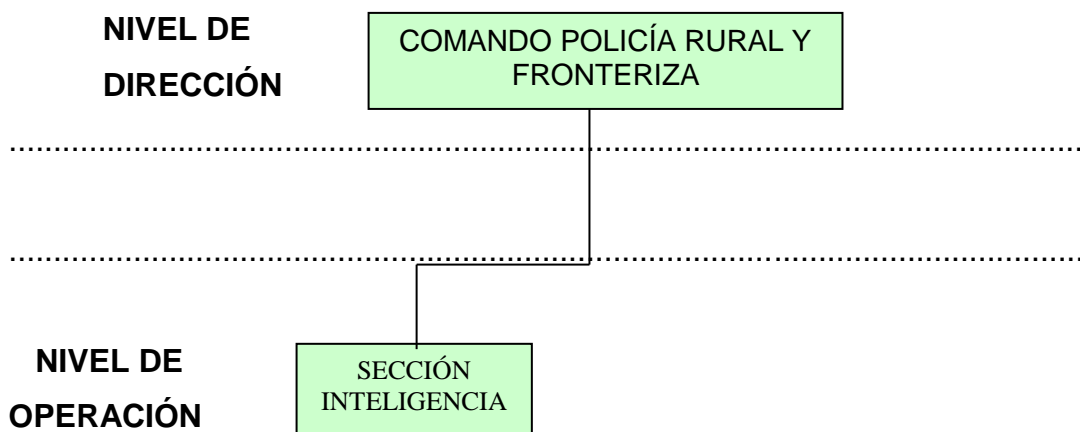 NIVEL DE
DIRECCIÓN
COMANDO POLICÍA RURAL Y
FRONTERIZA
NIVEL DE
OPERACIÓN
SECCIÓN
INTELIGENCIA